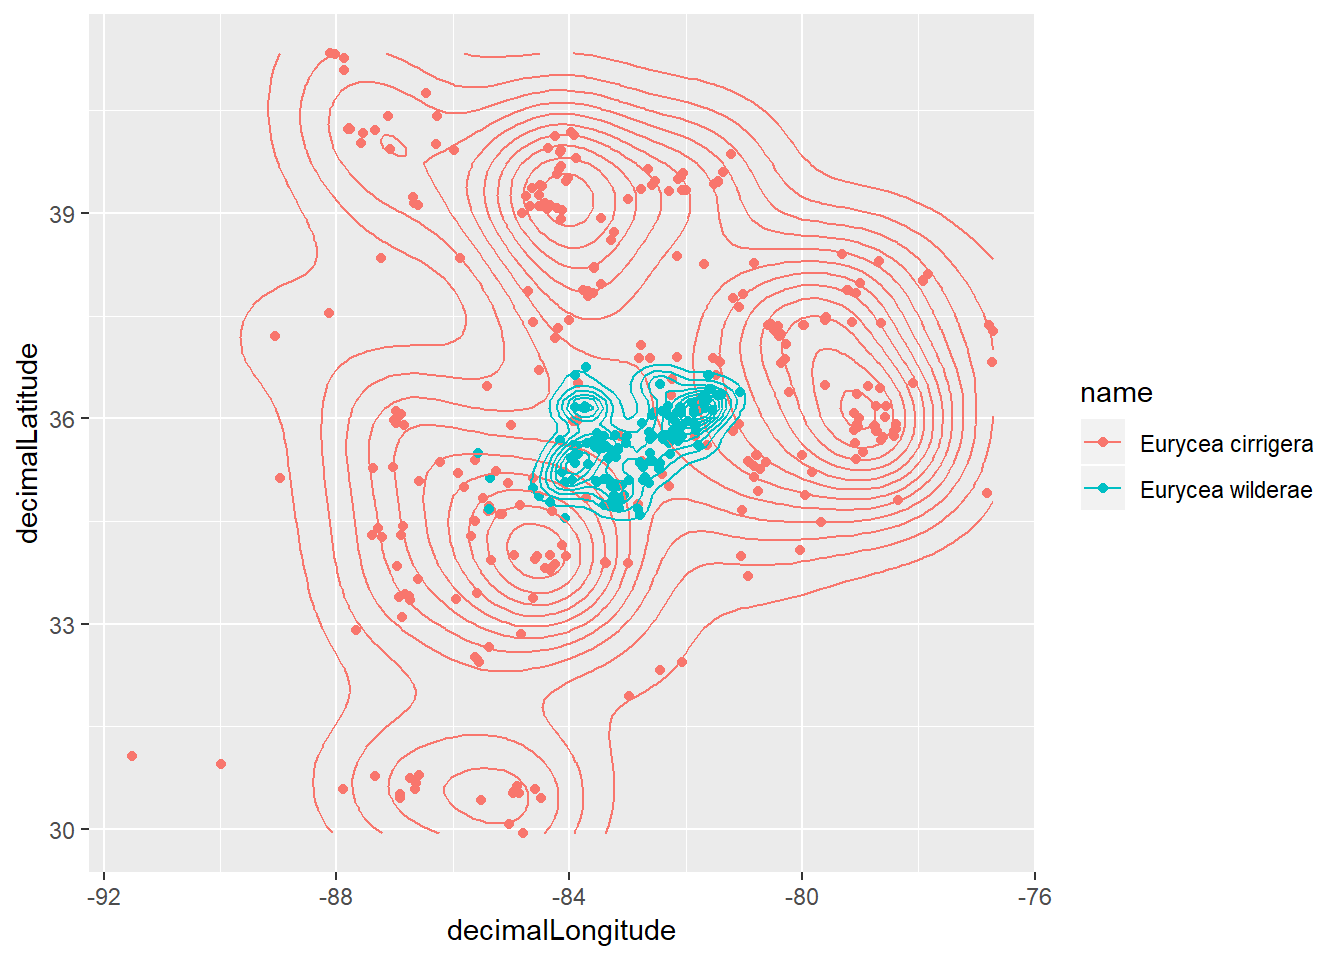 39
36
33
30
-92
-88
-84
-80
-76
decimalLongitude
decimalLatitude
name
Eurycea cirrigera
Eurycea wilderae